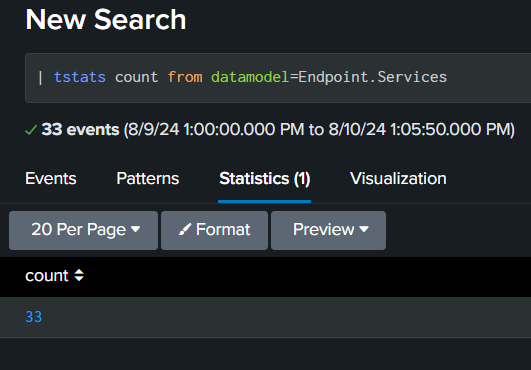 New Search
| tstats count from datamodel=Endpoint.Services
33 events (8/9/24 1:00:00.000 PM to 8/10/24 1:05:50.000 PM)
Events Patterns Statistics (1) Visualization
20 Per Page Format Preview
count
33